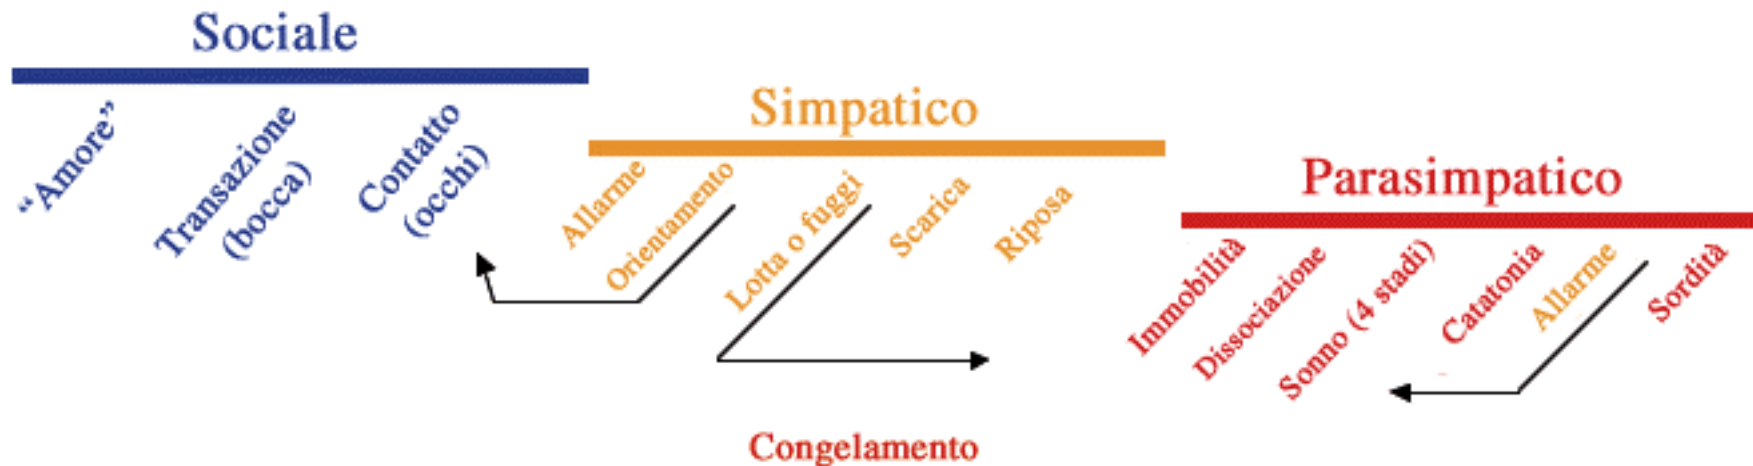 Sociale
“Amore”
Transazione
(bocca)
Contatto
(occhi)
Simpatico
Allarme
Orientamento
Lotta o fuggi
Scarica
Riposa
Parasimpatico
Immobilità
Dissociazione
Sonno (4 stadi)
Catatonia
Allarme
Sordità
Congelamento